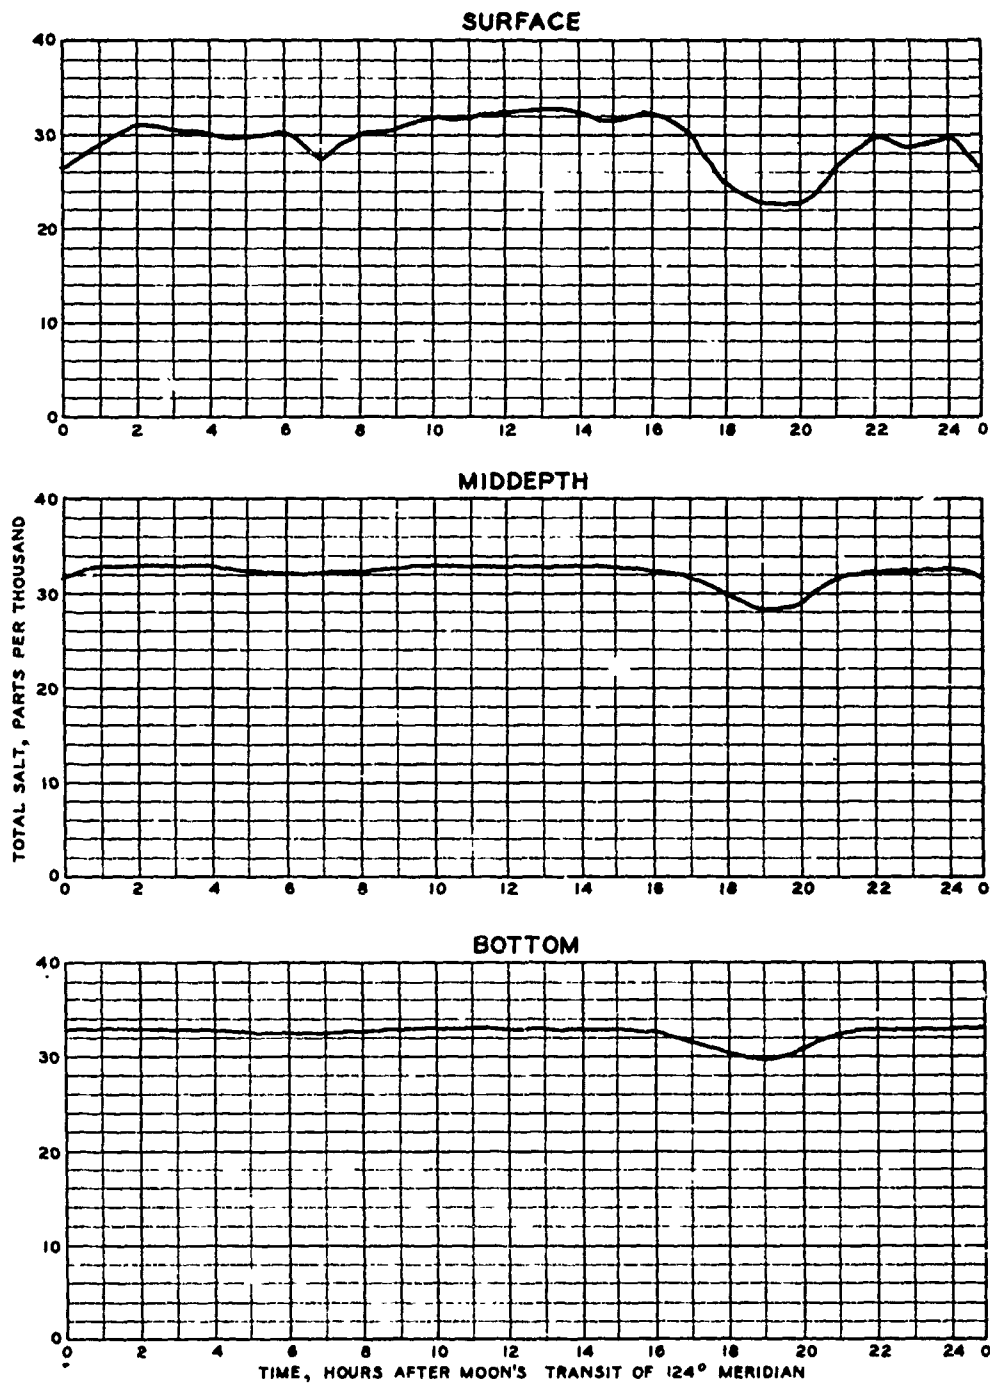 SURFACE
40
30
20
10
0
0 2 4 6 8 10 12 14 16 18 20 22 24 0
MIDDEPTH
TOTAL SALT, PARTS PER THOUSAND
40
30
20
10
0
0 2 4 6 8 10 12 14 16 18 20 22 24 0
BOTTOM
40
30
20
10
0
0 2 4 6 8 10 12 14 16 18 20 22 24 0
TIME, HOURS AFTER MOON'S TRANSIT OF 124° MERIDIAN